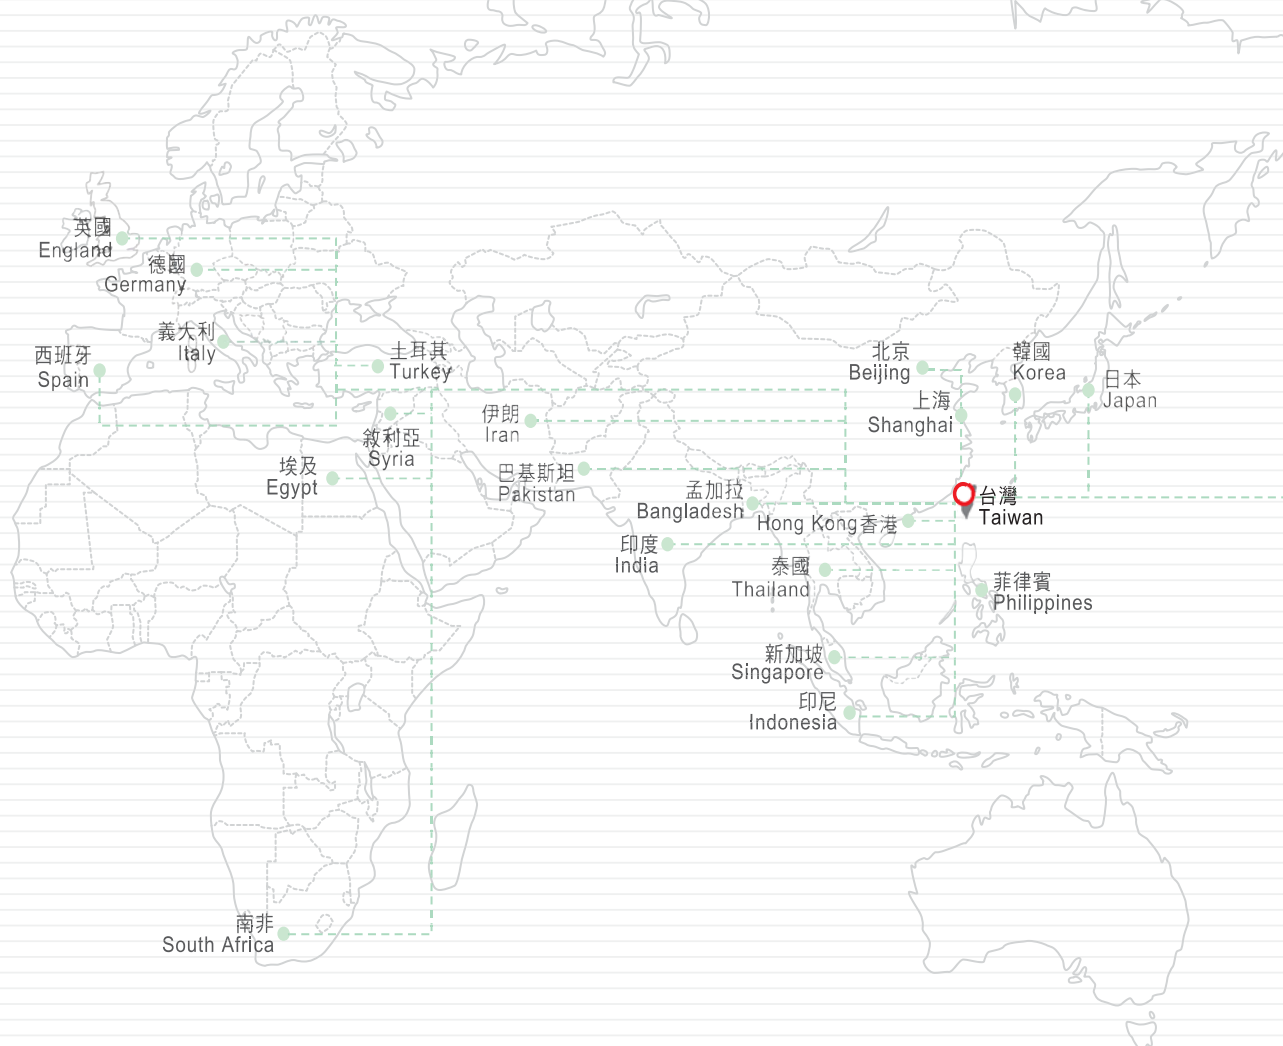 英國
England
德國
Germany
義大利
Italy
西班牙
Spain
土耳其
Turkey
敘利亞
Syria
埃及
Egypt
伊朗
Iran
巴基斯坦
Pakistan
孟加拉
Bangladesh
Hong Kong 香港
印度
India
泰國
Thailand
新加坡
Singapore
印尼
Indonesia
北京
Beijing
上海
Shanghai
韓國
Korea
日本
Japan
台灣
Taiwan
菲律賓
Philippines
南非
South Africa